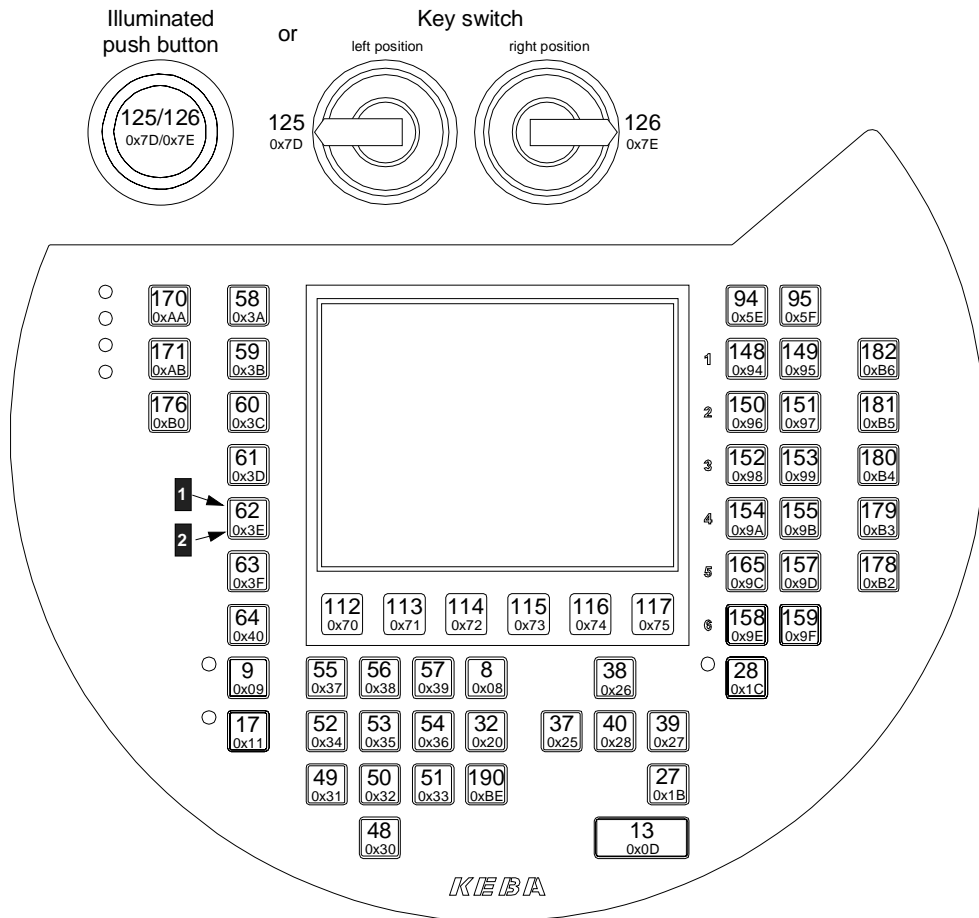 Illuminated
push button
or
Key switch
left position
right position
125/126
0x7D/0x7E
125
0x7D
126
0x7E
170
0xAA
58
0x3A
94
0x5E
95
0x5F
171
0xAB
59
0x3B
1
148
0x94
149
0x95
182
0xB6
176
0xB0
60
0x3C
2
150
0x96
151
0x97
181
0xB5
61
0x3D
3
152
0x98
153
0x99
180
0xB4
1
2
62
0x3E
4
154
0x9A
155
0x9B
179
0xB3
63
0x3F
5
165
0x9C
157
0x9D
178
0xB2
64
0x40
112
0x70
113
0x71
114
0x72
115
0x73
116
0x74
117
0x75
6
158
0x9E
159
0x9F
9
0x09
55
0x37
56
0x38
57
0x39
8
0x08
38
0x26
28
0x1C
17
0x11
52
0x34
53
0x35
54
0x36
32
0x20
37
0x25
40
0x28
39
0x27
49
0x31
50
0x32
51
0x33
190
0xBE
27
0x1B
48
0x30
13
0x0D
KEBA